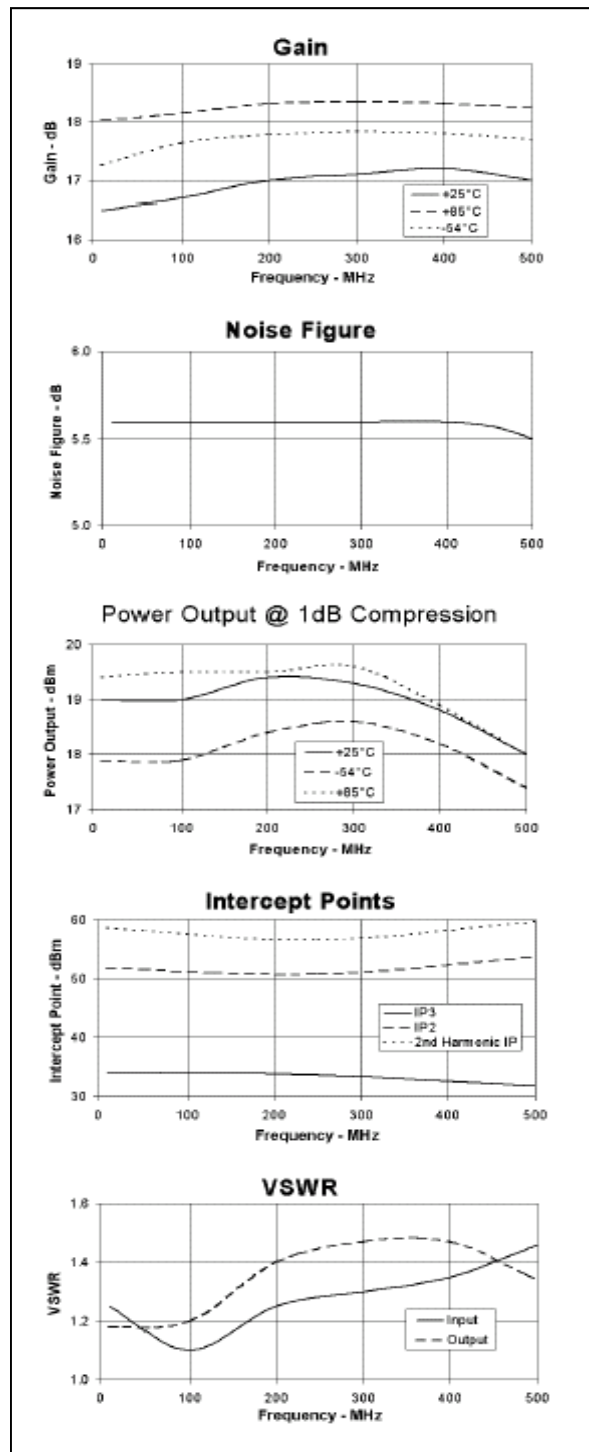 Gain
19
18
17
16
Gain - dB
+25°C
+85°C
-54°C
0 100 200 300 400 500
Frequency - MHz
Noise Figure
6.0
5.5
5.0
Noise Figure - dB
0 100 200 300 400 500
Frequency - MHz
Power Output @ 1dB Compression
20
19
18
17
Power Output - dBm
+25°C
-54°C
+85°C
0 100 200 300 400 500
Frequency - MHz
Intercept Points
60
50
40
30
Intercept Point - dBm
IP3
IP2
2nd Harmonic IP
0 100 200 300 400 500
Frequency - MHz
VSWR
1.6
1.4
1.2
1.0
VSWR
Input
Output
0 100 200 300 400 500
Frequency - MHz